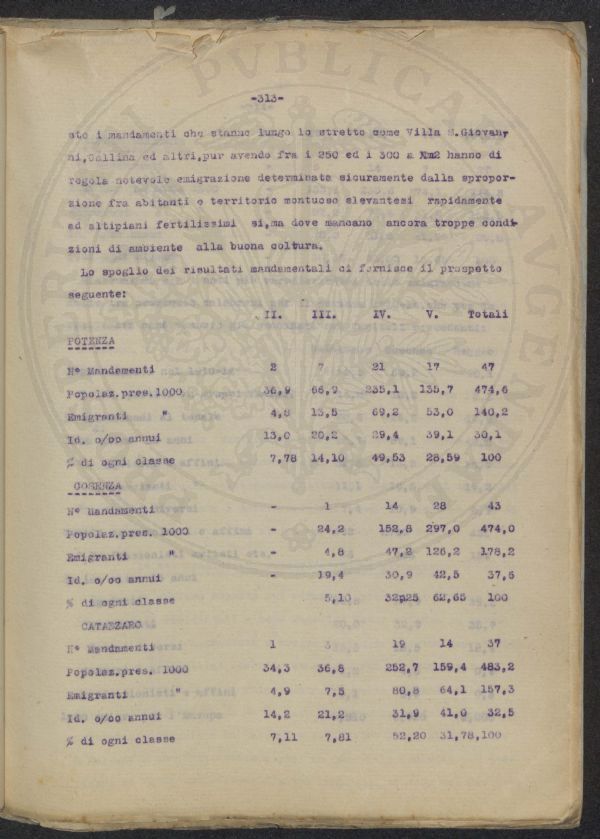 -313-
sto i mandamenti che stanno lungo lo stretto come Villa S.Giovan,
ni,Gallina ed altri,pur avendo fra i 250 ed i 300 a Km2 hanno di
regola notevole emigrazione determinata sicuramente dalla spropor-
zione fra abitanti e territorio montuoso elevantesi rapidamente
ad altipiani fertilissimi si,ma dove mancano ancora troppe condi-
zioni di ambiente alla buona coltura.
Lo spoglio dei risultati mandamentali ci fornisce il prospetto
seguente:
II. III. IV. V. Totali
POTENZA
N° Mandamenti 2 7 21 17 47
Popolaz.pres.1000 36,9 66,9 235,1 135,7 474,6
Emigranti " 4,8 13,5 69,2 53,0 140,2
Id. o/oo annui 13,0 20,2 29,4 39,1 30,1
% di ogni classe 7,78 14,10 49,53 28,59 100
COSENZA
N° Mandamenti - 1 14 28 43
Popolaz.pres. 1000 - 24,2 152,8 297,0 474,0
Emigranti " - 4,8 47,2 126,2 178,2
Id. o/oo annui - 19,4 30,9 42,5 37,6
% di ogni classe 5,10 32p25 62,65 100
CATANZARO
N° Mandamenti 1 3 19 14 37
Popolaz.pres. 1000 34,3 36,8 252,7 159,4 483,2
Emigranti " 4,9 7,5 80,8 64,1 157,3
Id. o/oo annui 14,2 21,2 31,9 41,0 32,5
% di ogni classe 7,11 7,81 52,20 31,78,100